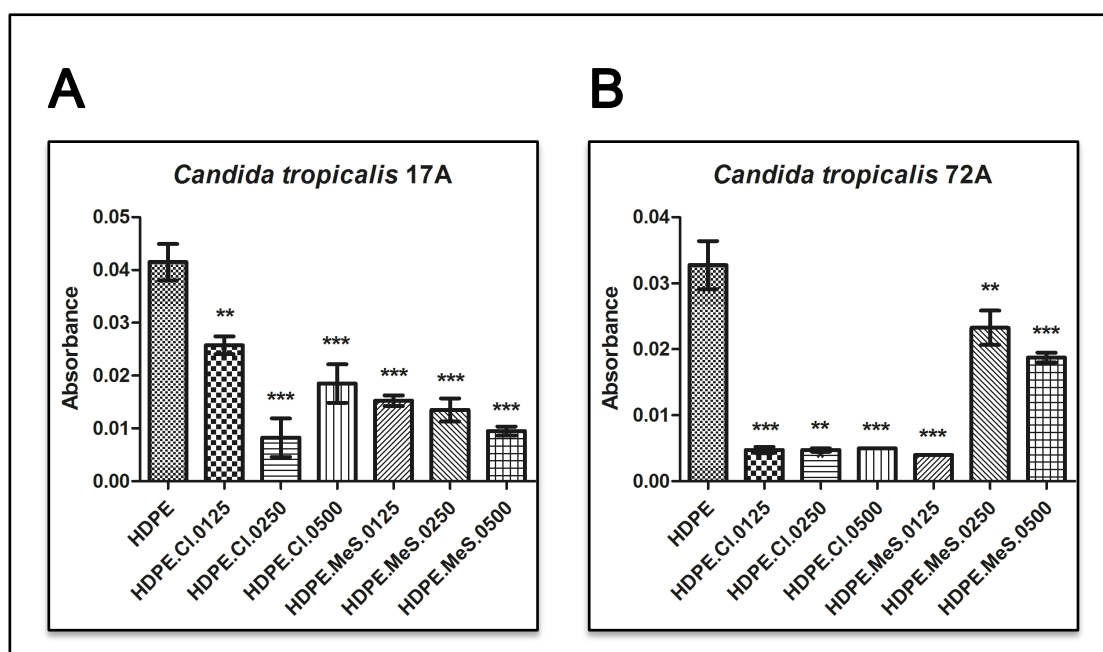 A
B
Candida tropicalis 17A
Absorbance
0.05
0.04
0.03
0.02
0.01
0.00
**
***
***
***
***
***
HDPE
HDPE.Cl.0125
HDPE.Cl.0250
HDPE.Cl.0500
HDPE.MeS.0125
HDPE.MeS.0250
HDPE.MeS.0500
Candida tropicalis 72A
Absorbance
0.04
0.03
0.02
0.01
0.00
***
**
*
***
***
**
***
HDPE
HDPE.Cl.0125
HDPE.Cl.0250
HDPE.Cl.0500
HDPE.MeS.0125
HDPE.MeS.0250
HDPE.MeS.0500